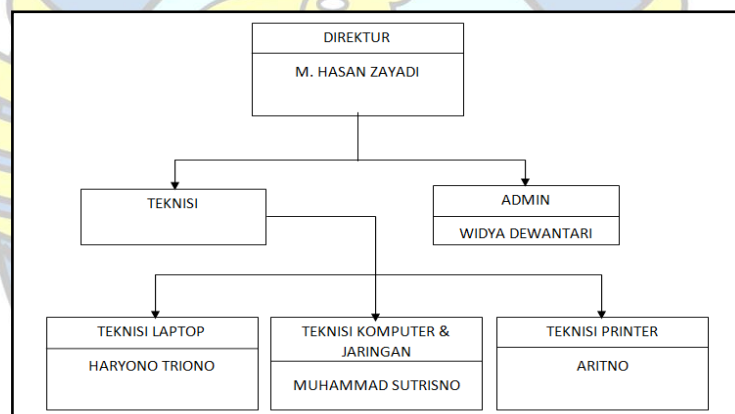 DIREKTUR
M. HASAN ZAYADI
TEKNISI
ADMIN
WIDYA DEWANTARI
TEKNISI LAPTOP
HARYONO TRIONO
TEKNISI KOMPUTER &
JARINGAN
MUHAMMAD SUTRISNO
TEKNISI PRINTER
ARITNO